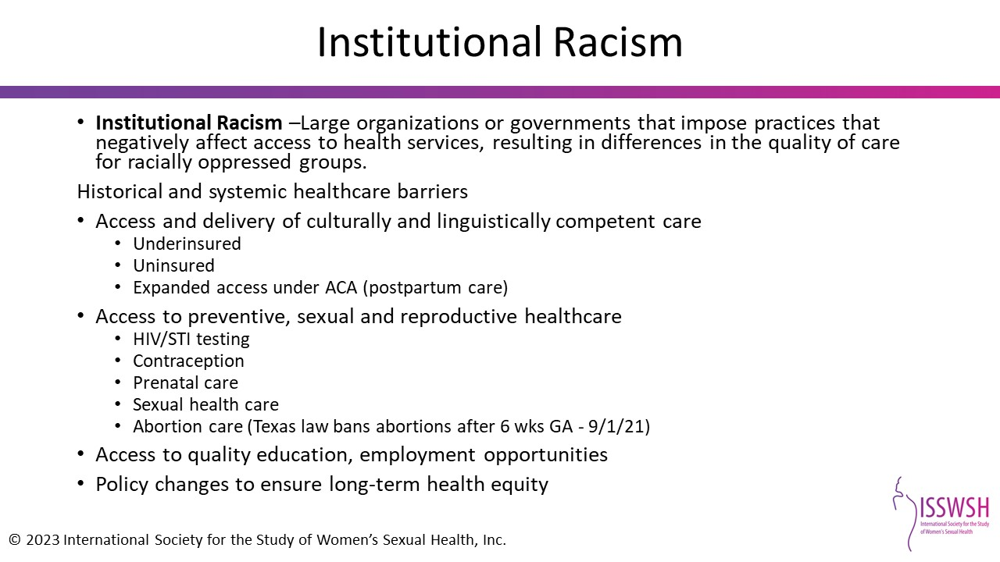 Institutional Racism
• Institutional Racism –Large organizations or governments that impose practices that
negatively affect access to health services, resulting in differences in the quality of care
for racially oppressed groups.
Historical and systemic healthcare barriers
• Access and delivery of culturally and linguistically competent care
• Underinsured
• Uninsured
• Expanded access under ACA (postpartum care)
• Access to preventive, sexual and reproductive healthcare
• HIV/STI testing
• Contraception
• Prenatal care
• Sexual health care
• Abortion care (Texas law bans abortions after 6 wks GA - 9/1/21)
• Access to quality education, employment opportunities
• Policy changes to ensure long-term health equity
ISSWSH
International Society for the Study
of Women's Sexual Health
© 2023 International Society for the Study of Women’s Sexual Health, Inc.